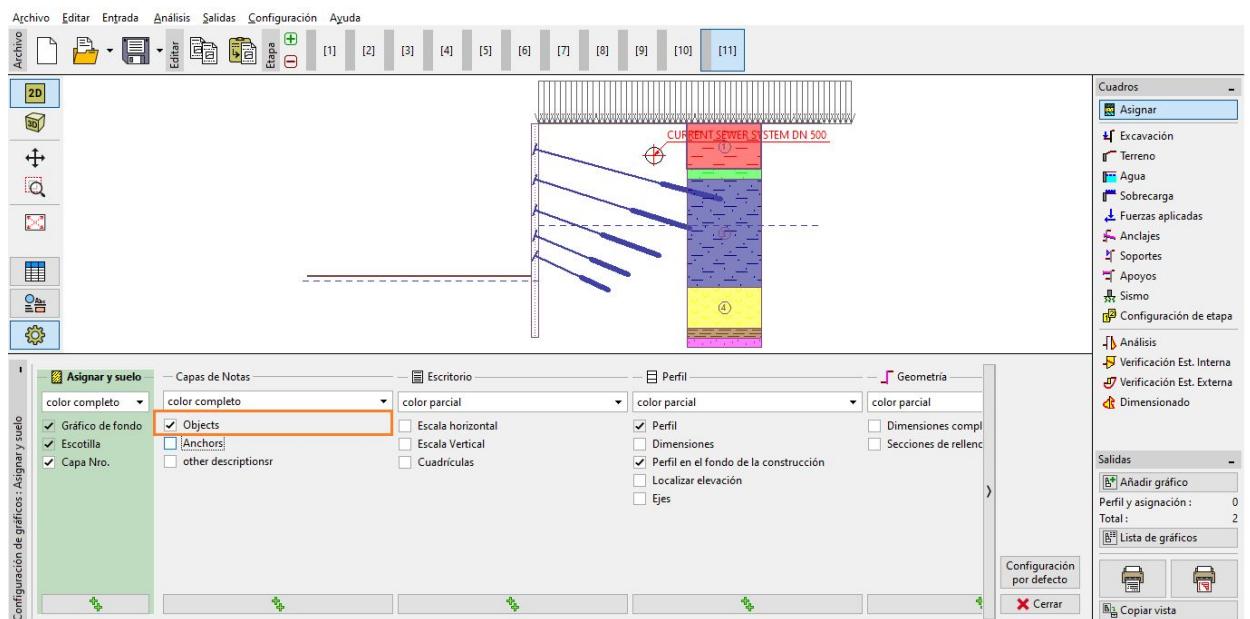 Archivo Editar Entrada Análisis Salidas Configuración Ayuda
Archivo
Editar
Etapa
[1] [2] [3] [4] [5] [6] [7] [8] [9] [10] [11]
2D
3D
CURRENT SEWER SYSTEM DN 500
1
4
Cuadros
Asignar
Excavación
Terreno
Agua
Sobrecarga
Fuerzas aplicadas
Anclajes
Soportes
Apoyos
Sismo
Configuración de etapa
Análisis
Verificación Est. Interna
Verificación Est. Externa
Dimensionado
Salidas
Añadir gráfico
Perfil y asignación : 0
Total : 2
Lista de gráficos
Copiar vista
Configuración de gráficos : Asignar y suelo
Asignar y suelo
color completo
Gráfico de fondo
Escotilla
Capa Nro.
Capas de Notas
color completo
Objects
Anchors
other descriptionsr
Escritorio
color parcial
Escala horizontal
Escala Vertical
Cuadrículas
Perfil
color parcial
Perfil
Dimensiones
Perfil en el fondo de la construcción
Localizar elevación
Ejes
Geometría
color parcial
Dimensiones compl
Secciones de rellenc
Configuración
por defecto
Cerrar